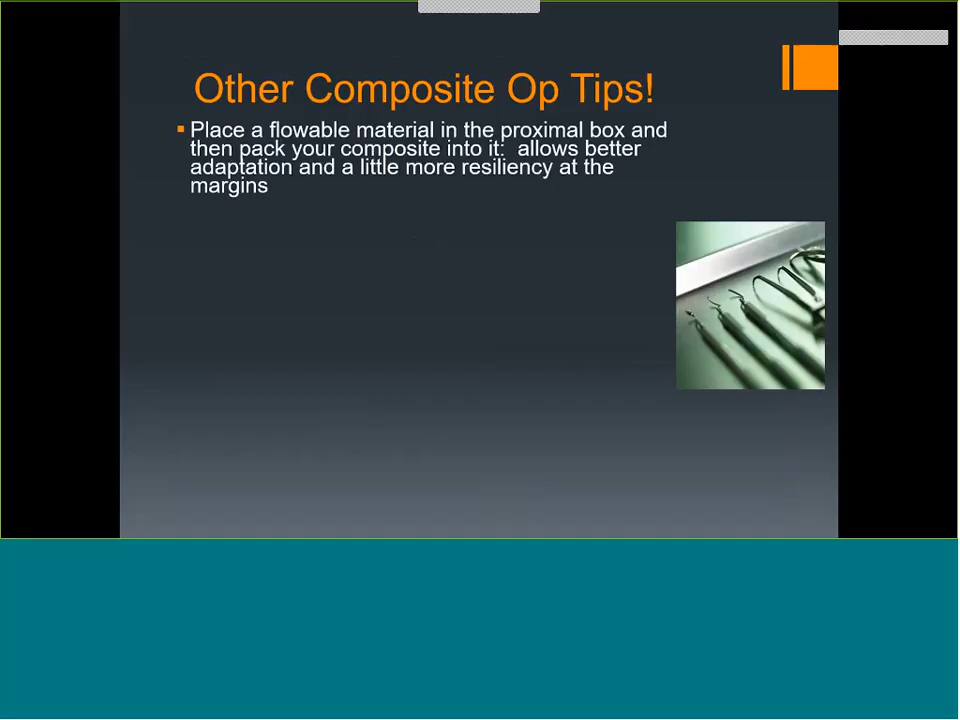 Other Composite Op Tips!
Place a flowable material in the proximal box and
then pack your composite into it:  allows better
adaptation and a little more resiliency at the
margins